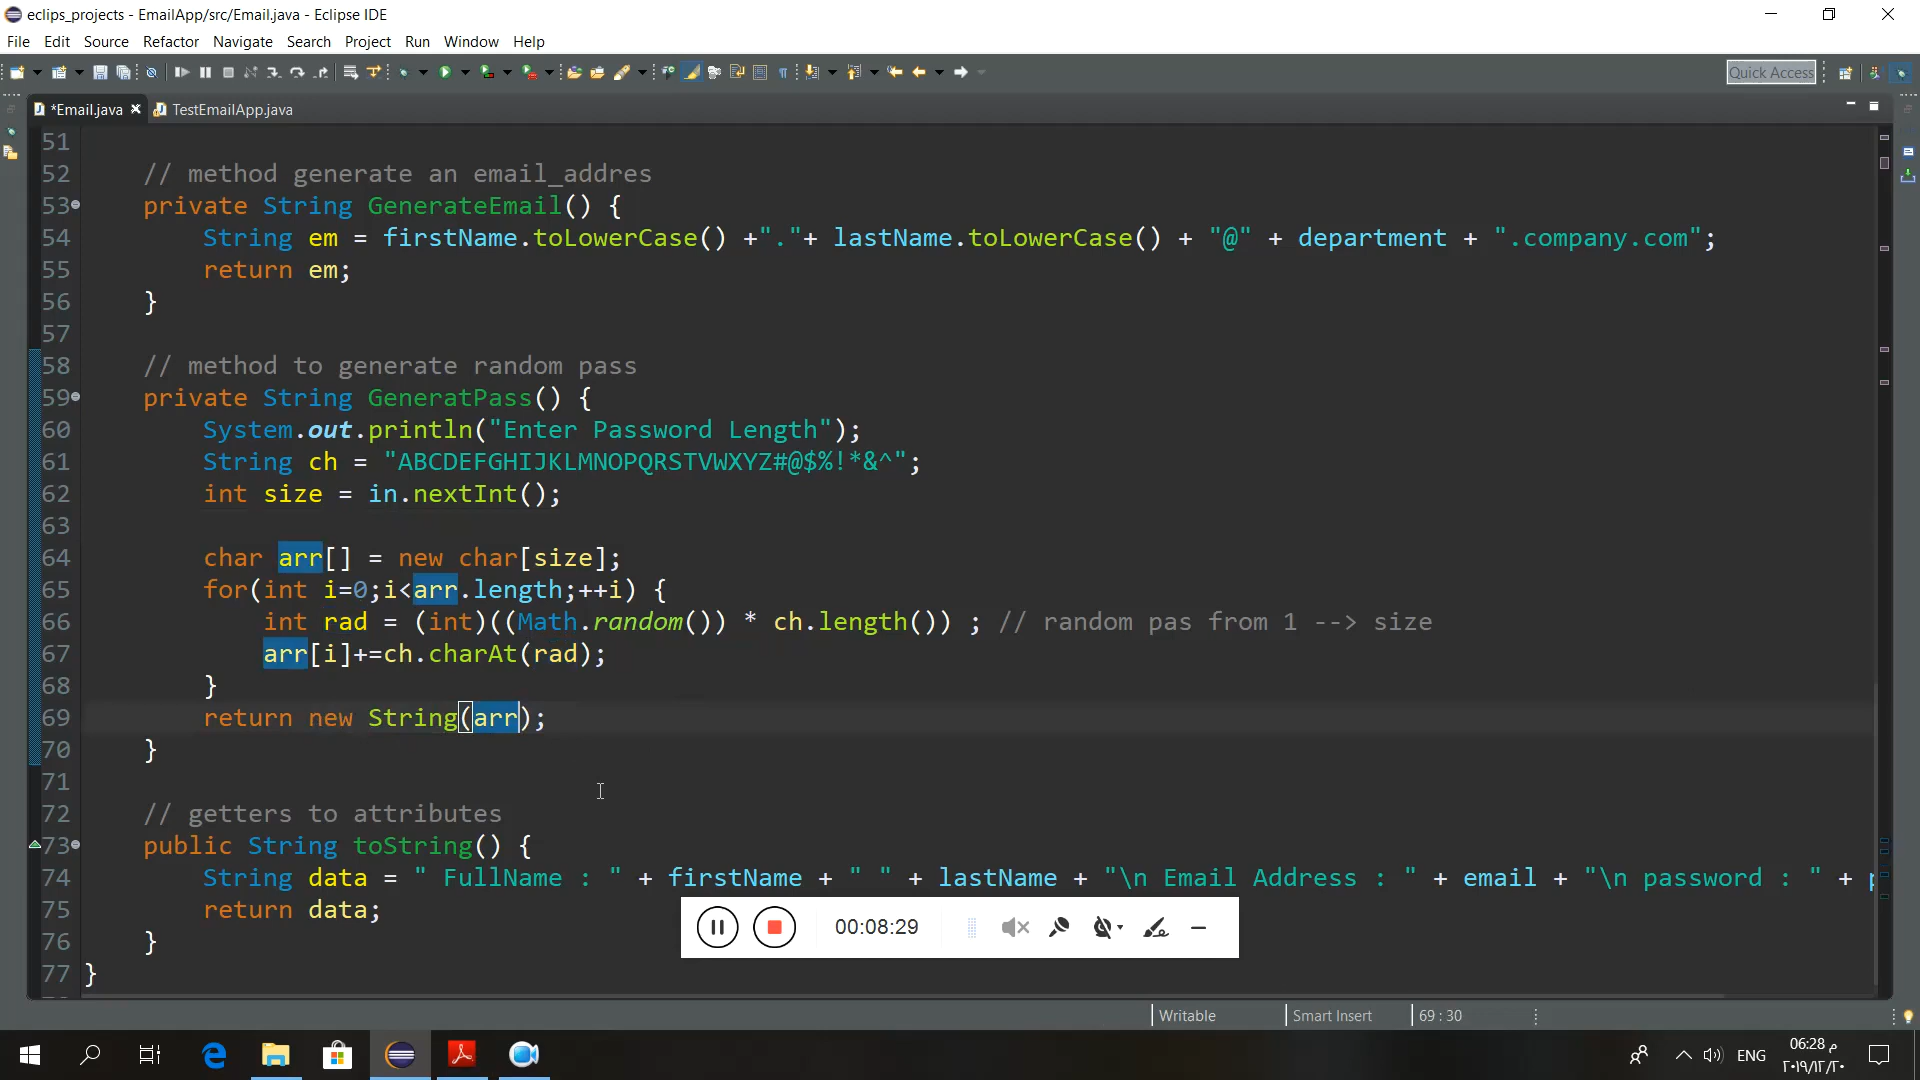 eclips_projects - EmailApp/src/Email.java - Eclipse IDE
File Edit Source Refactor Navigate Search Project Run Window Help
Quick Access
*Email.java TestEmailApp.java
51
52 // method generate an email_addres
53 private String GenerateEmail() {
54 String em = firstName.toLowerCase() +"."+ lastName.toLowerCase() + "@" + department + ".company.com";
55 return em;
56 }
57
58 // method to generate random pass
59 private String GeneratPass() {
60 System.out.println("Enter Password Length");
61 String ch = "ABCDEFGHIJKLMNOPQRSTVWXYZ#@$%!*&^";
62 int size = in.nextInt();
63
64 char arr[] = new char[size];
65 for(int i=0;i<arr.length;++i) {
66 int rad = (int)((Math.random()) * ch.length()) ; // random pas from 1 --> size
67 arr[i]+=ch.charAt(rad);
68 }
69 return new String(arr);
70 }
71
72 // getters to attributes
73 public String toString() {
74 String data = " FullName : " + firstName + " " + lastName + "\n Email Address : " + email + "\n password : " +
75 return data;
76 }
77 }
00:08:29
Writable Smart Insert 69 : 30
ENG
06:28 م
٢٠١٩/١٢/٢٠